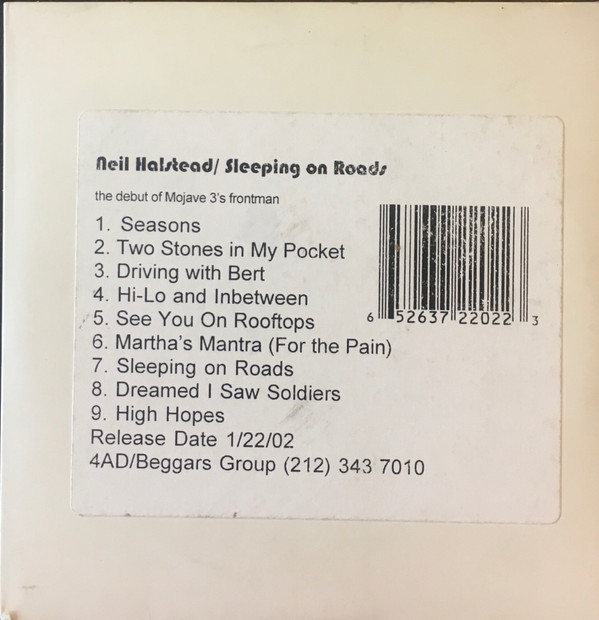 Neil Halstead/ Sleeping on Roads
the debut of Mojave 3's frontman
1. Seasons
2. Two Stones in My Pocket
3. Driving with Bert
4. Hi-Lo and Inbetween
5. See You On Rooftops
6. Martha's Mantra (For the Pain)
7. Sleeping on Roads
8. Dreamed I Saw Soldiers
9. High Hopes
Release Date 1/22/02
4AD/Beggars Group (212) 343 7010
6 52637 22022 3